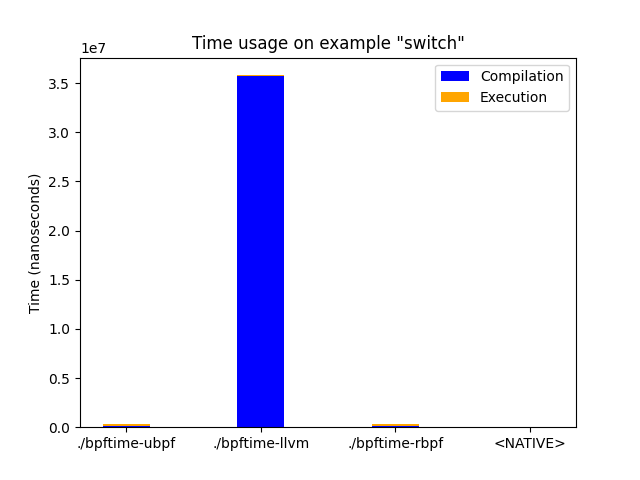 Time usage on example "switch"
1e7
Compilation
Execution
3.5
3.0
2.5
2.0
1.5
1.0
0.5
0.0
Time (nanoseconds)
./bpftime-ubpf ./bpftime-llvm ./bpftime-rbpf <NATIVE>